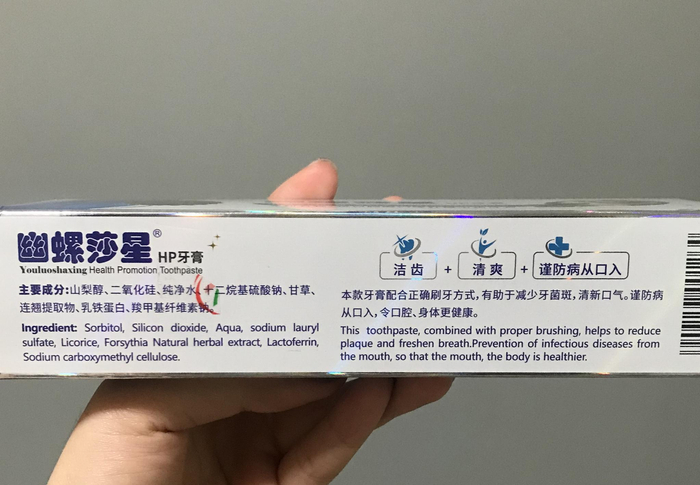 幽螺莎星® HP牙膏
Youluoshaxing Health Promotion Toothpaste
主要成分:山梨醇、二氧化硅、纯净水、十二烷基硫酸钠、甘草、
连翘提取物、乳铁蛋白、羧甲基纤维素钠。
Ingredient: Sorbitol, Silicon dioxide, Aqua, sodium lauryl
sulfate, Licorice, Forsythia Natural herbal extract, Lactoferrin,
Sodium carboxymethyl cellulose.
洁齿 + 清爽 + 谨防病从口入
本款牙膏配合正确刷牙方式,有助于减少牙菌斑,清新口气。谨防病
从口入,令口腔、身体更健康。
This toothpaste, combined with proper brushing, helps to reduce
plaque and freshen breath.Prevention of infectious diseases from
the mouth, so that the mouth, the body is healthier.